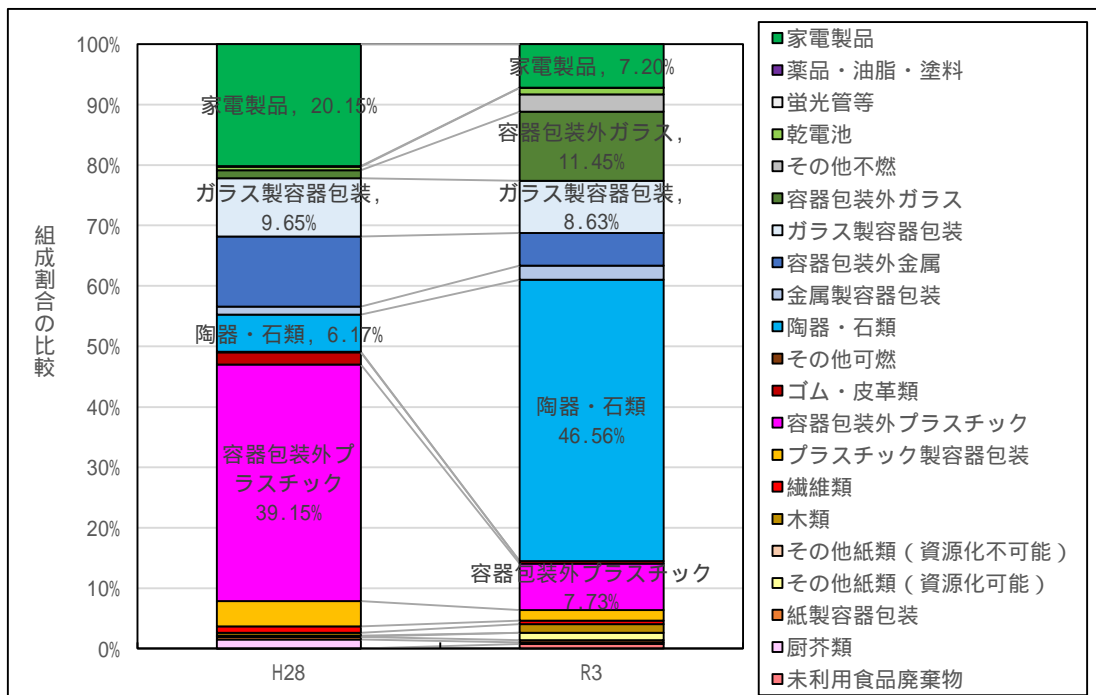 組成割合の比較
100%
90%
80%
70%
60%
50%
40%
30%
20%
10%
0%
家電製品, 20.15%
ガラス製容器包装,
9.65%
陶器・石類, 6.17%
容器包装外プ
ラスチック
39.15%
家電製品, 7.20%
容器包装外ガラス,
11.45%
ガラス製容器包装,
8.63%
陶器・石類
46.56%
容器包装外プラスチック
7.73%
H28
R3
家電製品
薬品・油脂・塗料
蛍光管等
乾電池
その他不燃
容器包装外ガラス
ガラス製容器包装
容器包装外金属
金属製容器包装
陶器・石類
その他可燃
ゴム・皮革類
容器包装外プラスチック
プラスチック製容器包装
繊維類
木類
その他紙類（資源化不可能）
その他紙類（資源化可能）
紙製容器包装
厨芥類
未利用食品廃棄物